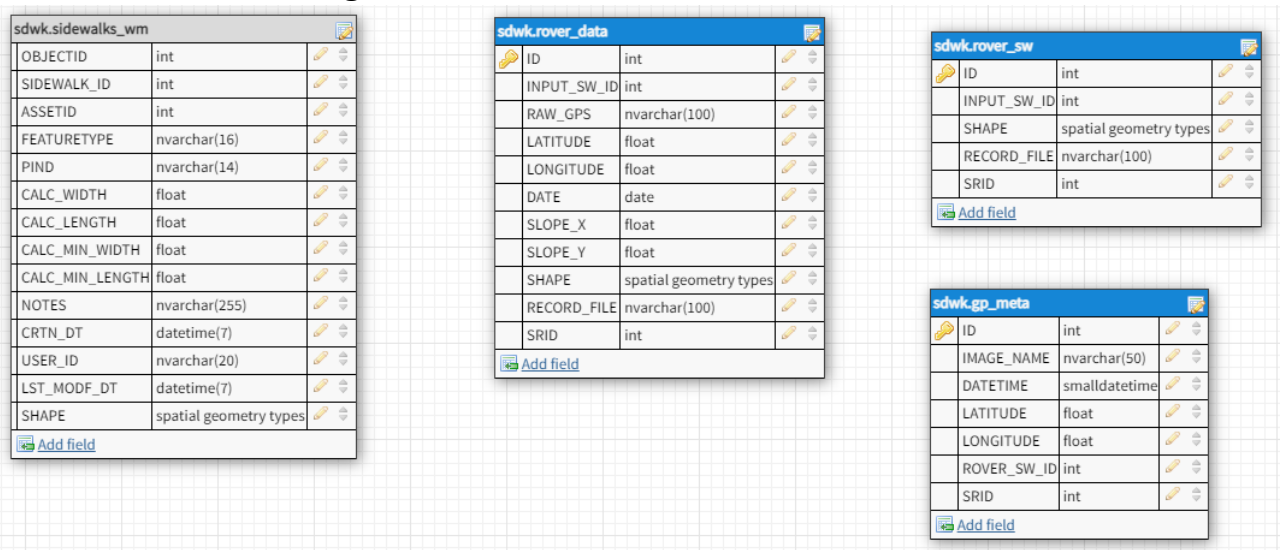 sdwk.sidewalks_wm
OBJECTID int
SIDEWALK_ID int
ASSETID int
FEATURETYPE nvarchar(16)
PIND nvarchar(14)
CALC_WIDTH float
CALC_LENGTH float
CALC_MIN_WIDTH float
CALC_MIN_LENGTH float
NOTES nvarchar(255)
CRTN_DT datetime(7)
USER_ID nvarchar(20)
LST_MODF_DT datetime(7)
SHAPE spatial geometry types
Add field
sdwk.rover_data
ID int
INPUT_SW_ID int
RAW_GPS nvarchar(100)
LATITUDE float
LONGITUDE float
DATE date
SLOPE_X float
SLOPE_Y float
SHAPE spatial geometry types
RECORD_FILE nvarchar(100)
SRID int
Add field
sdwk.rover_sw
ID int
INPUT_SW_ID int
SHAPE spatial geometry types
RECORD_FILE nvarchar(100)
SRID int
Add field
sdwk.gp_meta
ID int
IMAGE_NAME nvarchar(50)
DATETIME smalldatetime
LATITUDE float
LONGITUDE float
ROVER_SW_ID int
SRID int
Add field